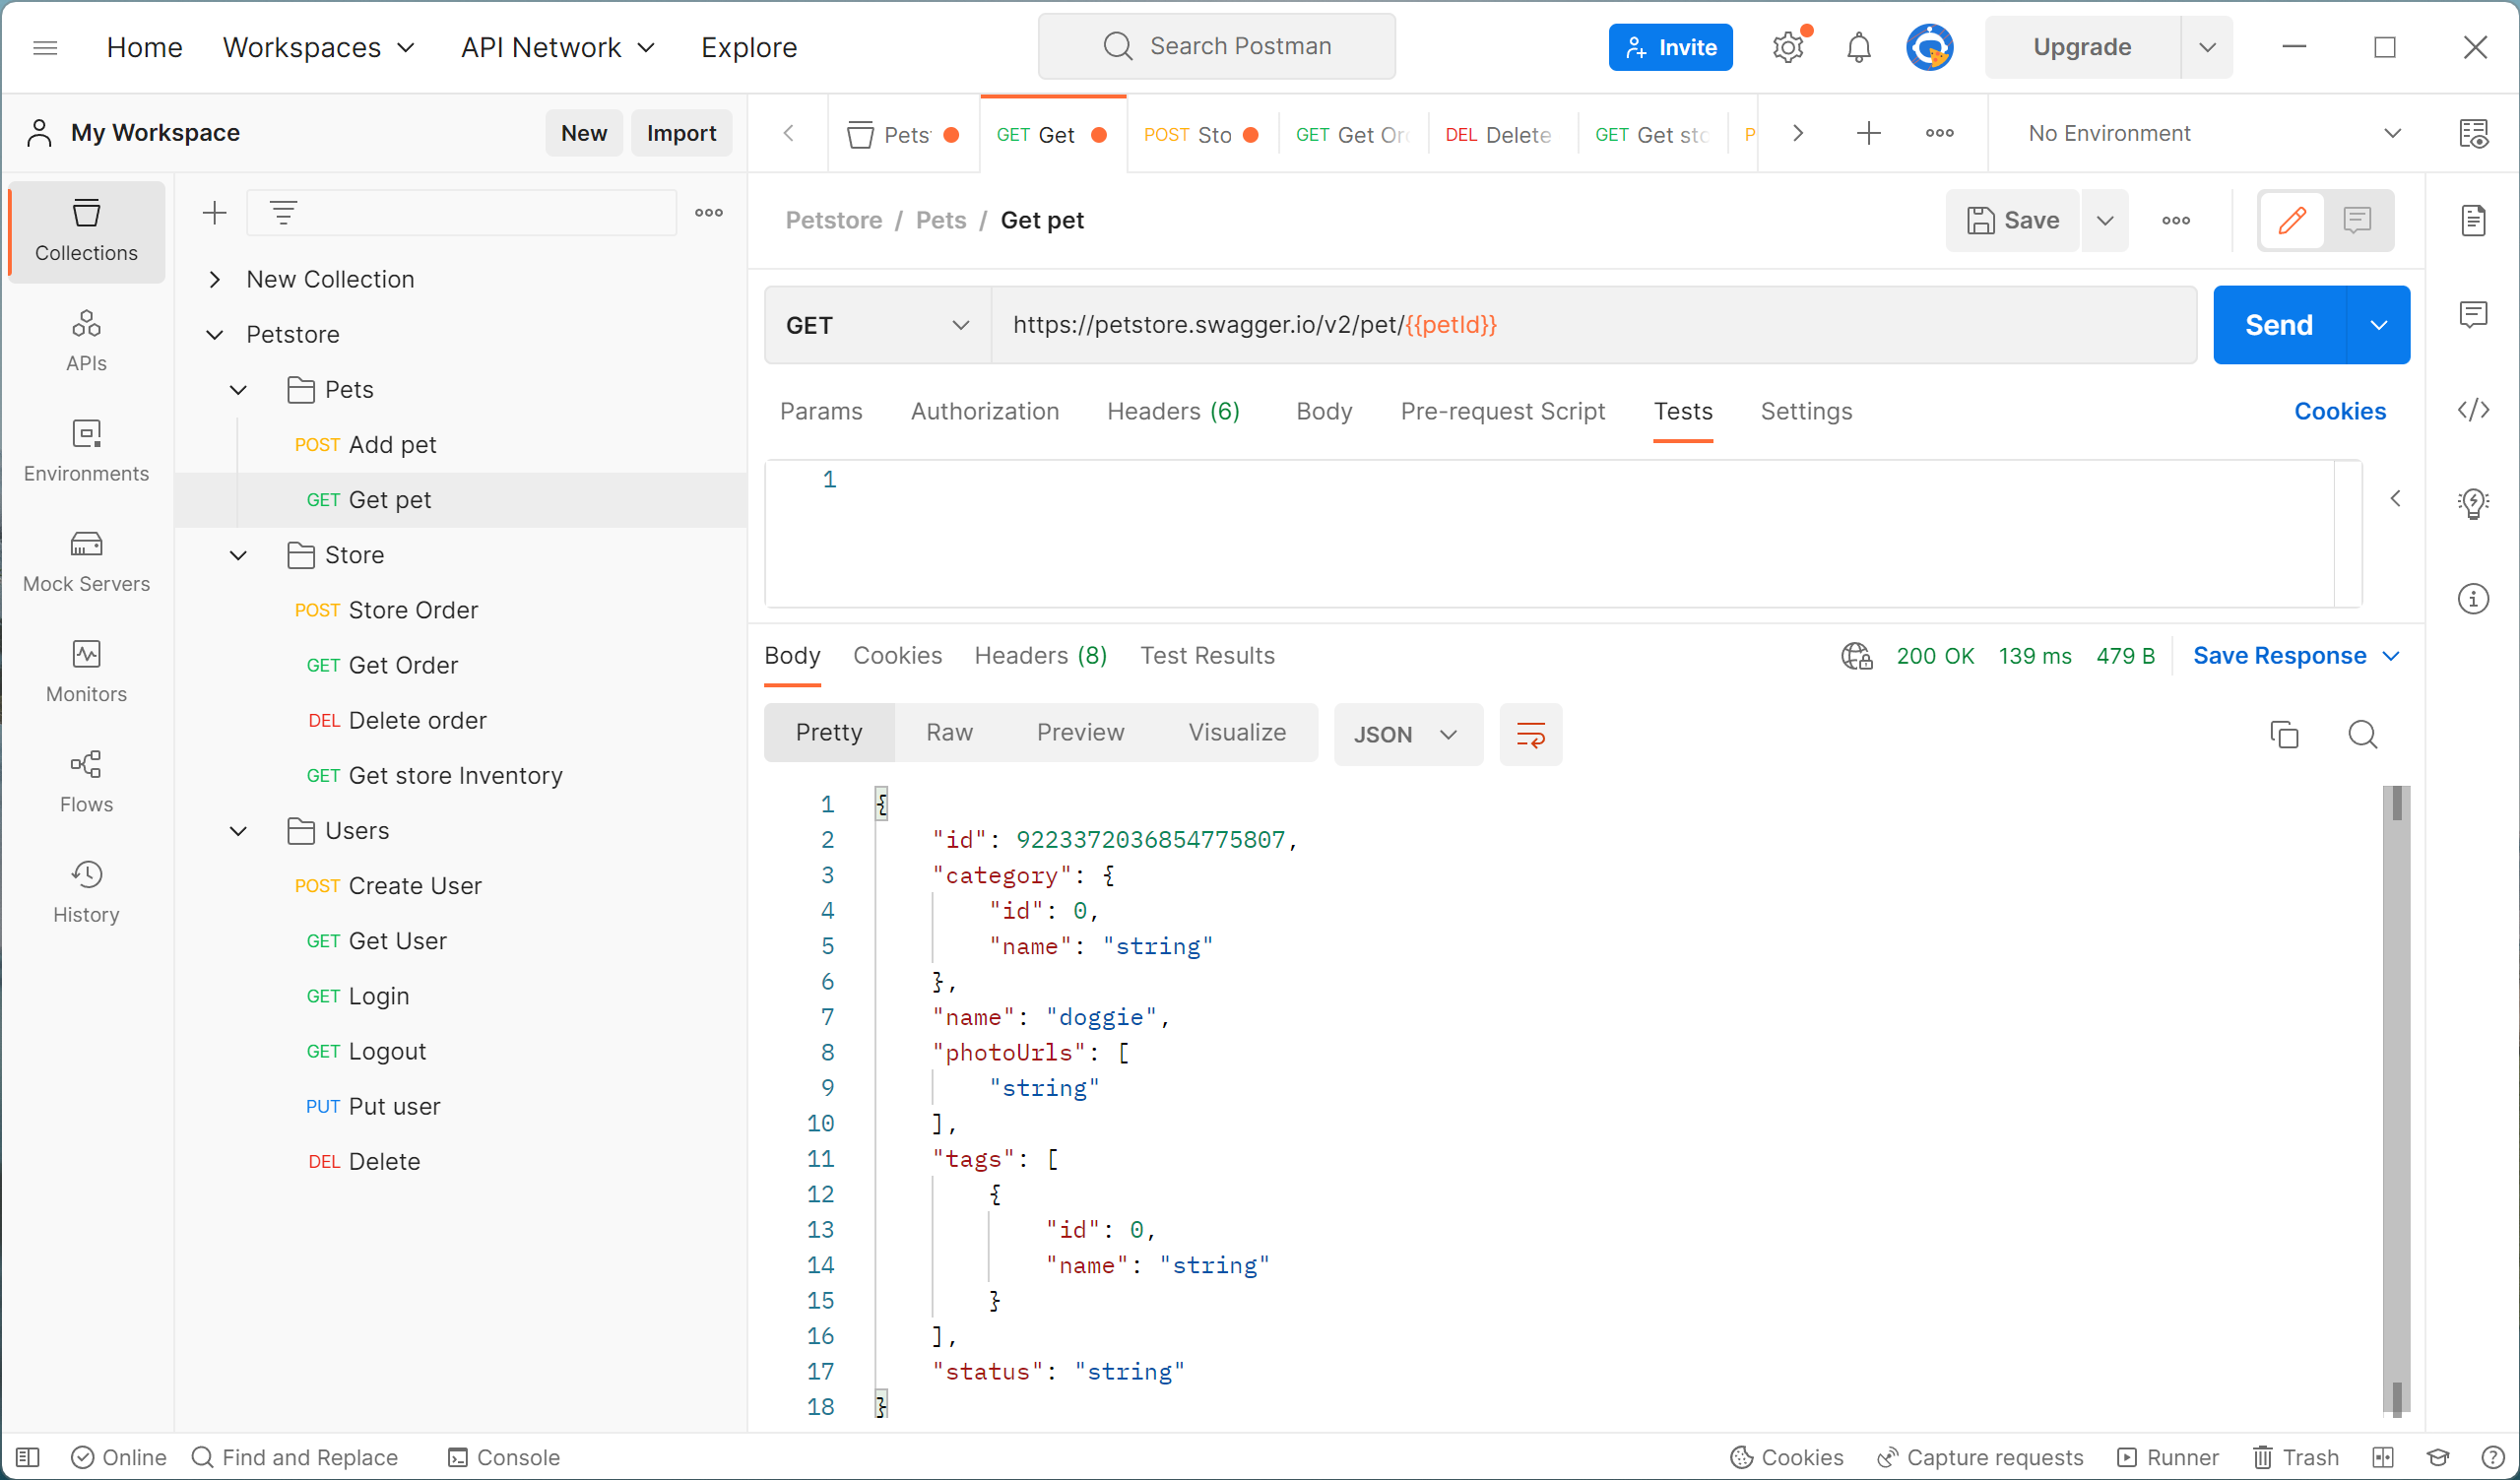 Home Workspaces API Network Explore Search Postman Invite Upgrade
My Workspace New Import
Pets GET Get POST Sto GET Get Or DEL Delete GET Get sto P No Environment
Collections
APIs
Environments
Mock Servers
Monitors
Flows
History
New Collection
Petstore
Pets
POST Add pet
GET Get pet
Store
POST Store Order
GET Get Order
DEL Delete order
GET Get store Inventory
Users
POST Create User
GET Get User
GET Login
GET Logout
PUT Put user
DEL Delete
Petstore / Pets / Get pet Save
GET https://petstore.swagger.io/v2/pet/{{petId}} Send
Params Authorization Headers (6) Body Pre-request Script Tests Settings Cookies
1
Body Cookies Headers (8) Test Results 200 OK 139 ms 479 B Save Response
Pretty Raw Preview Visualize JSON
1 {
2 "id": 9223372036854775807,
3 "category": {
4 "id": 0,
5 "name": "string"
6 },
7 "name": "doggie",
8 "photoUrls": [
9 "string"
10 ],
11 "tags": [
12 {
13 "id": 0,
14 "name": "string"
15 }
16 ],
17 "status": "string"
18 }
Online Find and Replace Console Cookies Capture requests Runner Trash